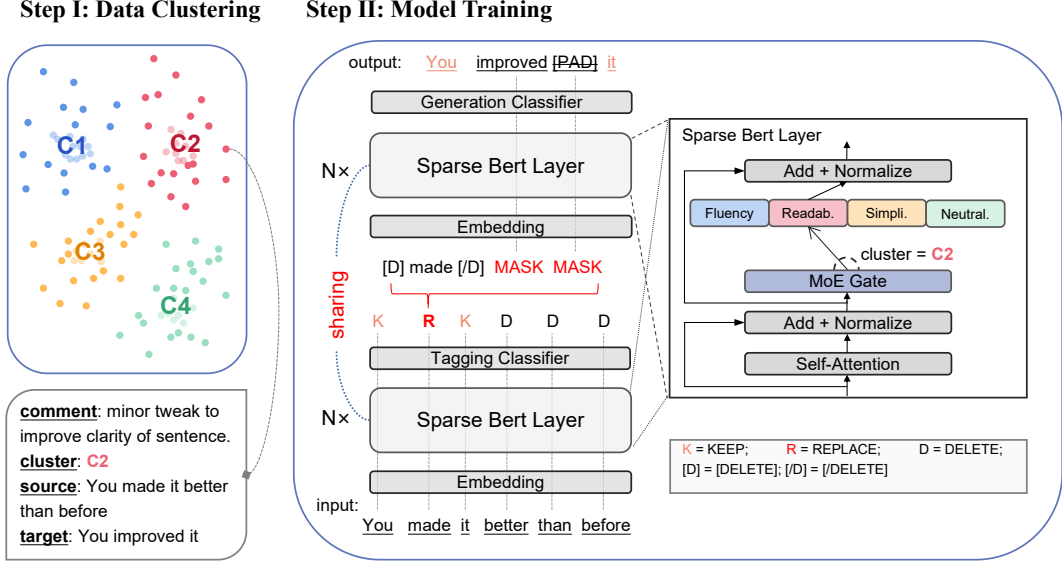 Step I: Data Clustering
C1
C2
C3
C4
comment: minor tweak to
improve clarity of sentence.
cluster: C2
source: You made it better
than before
target: You improved it
Step II: Model Training
output: You improved [PAD] it
Generation Classifier
N× Sparse Bert Layer
Embedding
[D] made [/D] MASK MASK
sharing
K R K D D D
Tagging Classifier
N× Sparse Bert Layer
Embedding
input:
You made it better than before
Sparse Bert Layer
Add + Normalize
Fluency Readab. Simpli. Neutral.
cluster = C2
MoE Gate
Add + Normalize
Self-Attention
K = KEEP; R = REPLACE; D = DELETE;
[D] = [DELETE]; [/D] = [/DELETE]